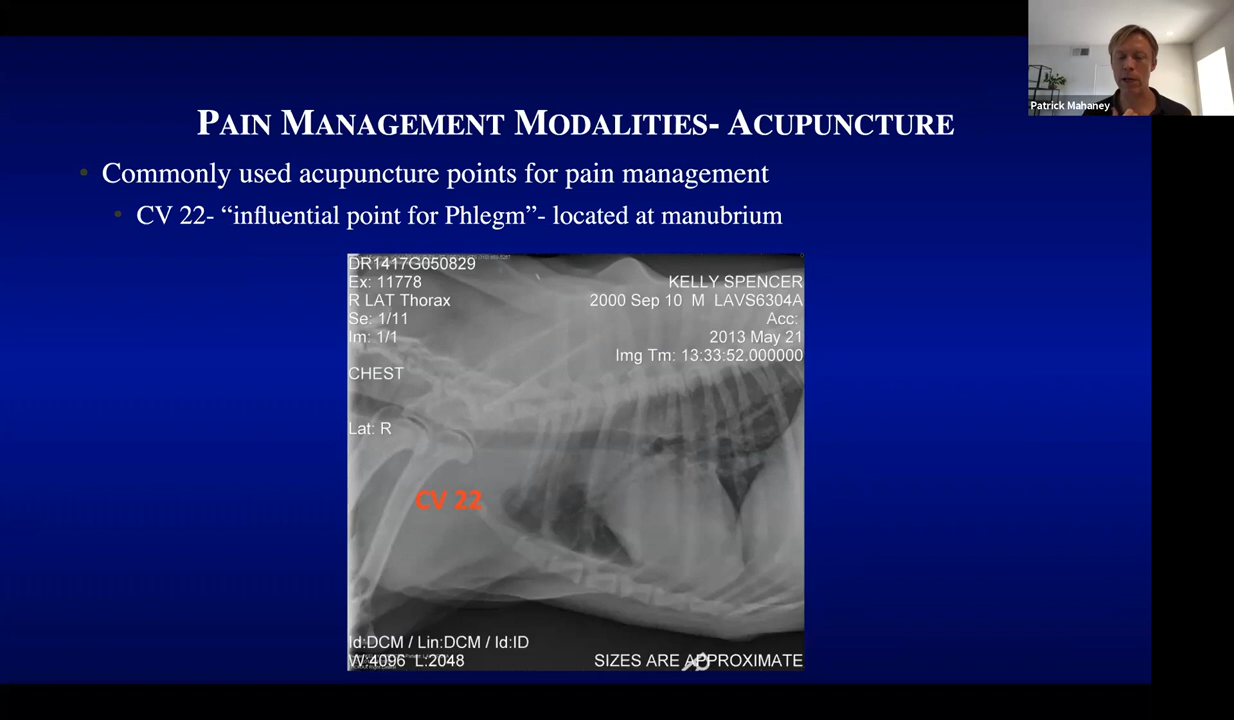 Patrick Mahaney
PAIN MANAGEMENT MODALITIES- ACUPUNCTURE
Commonly used acupuncture points for pain management
CV 22- “influential point for Phlegm”- located at manubrium
DR1417G050829
Ex: 11778
KELLY SPENCER
R LAT Thorax
2000 Sep 10 M LAVS6304A
Se: 1/11
Acc:
Im: 1/1
2013 May 21
Img Tm: 13:33:52.000000
CHEST
Lat: R
CV 22
Id:DCM / Lin:DCM / Id:ID
W:4096 L:2048
SIZES ARE APPROXIMATE